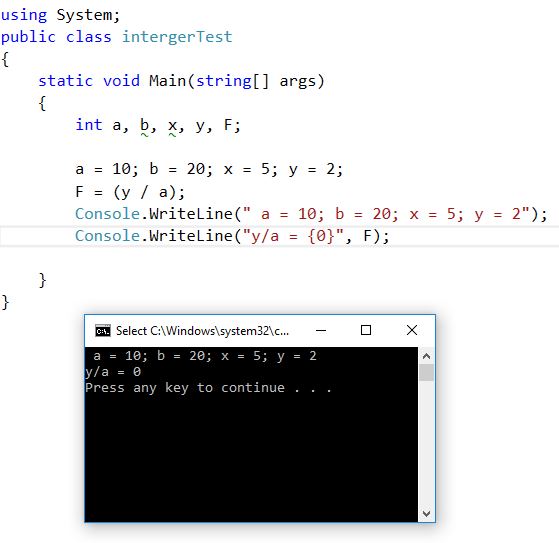 using System;
public class intergerTest
{
static void Main(string[] args)
{
int a, b, x, y, F;
a = 10; b = 20; x = 5; y = 2;
F = (y / a);
Console.WriteLine(" a = 10; b = 20; x = 5; y = 2");
Console.WriteLine("y/a = {0}", F);
}
}
Select C:\Windows\system32\c...
a = 10; b = 20; x = 5; y = 2
y/a = 0
Press any key to continue . . .